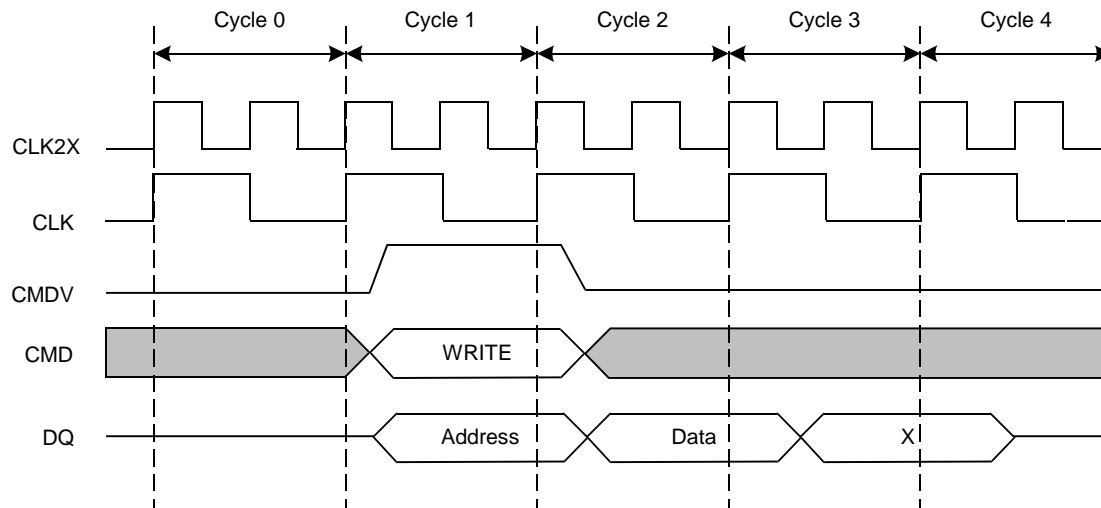 Cycle 0 Cycle 1 Cycle 2 Cycle 3 Cycle 4
CLK2X
CLK
CMDV
CMD WRITE
DQ Address Data X